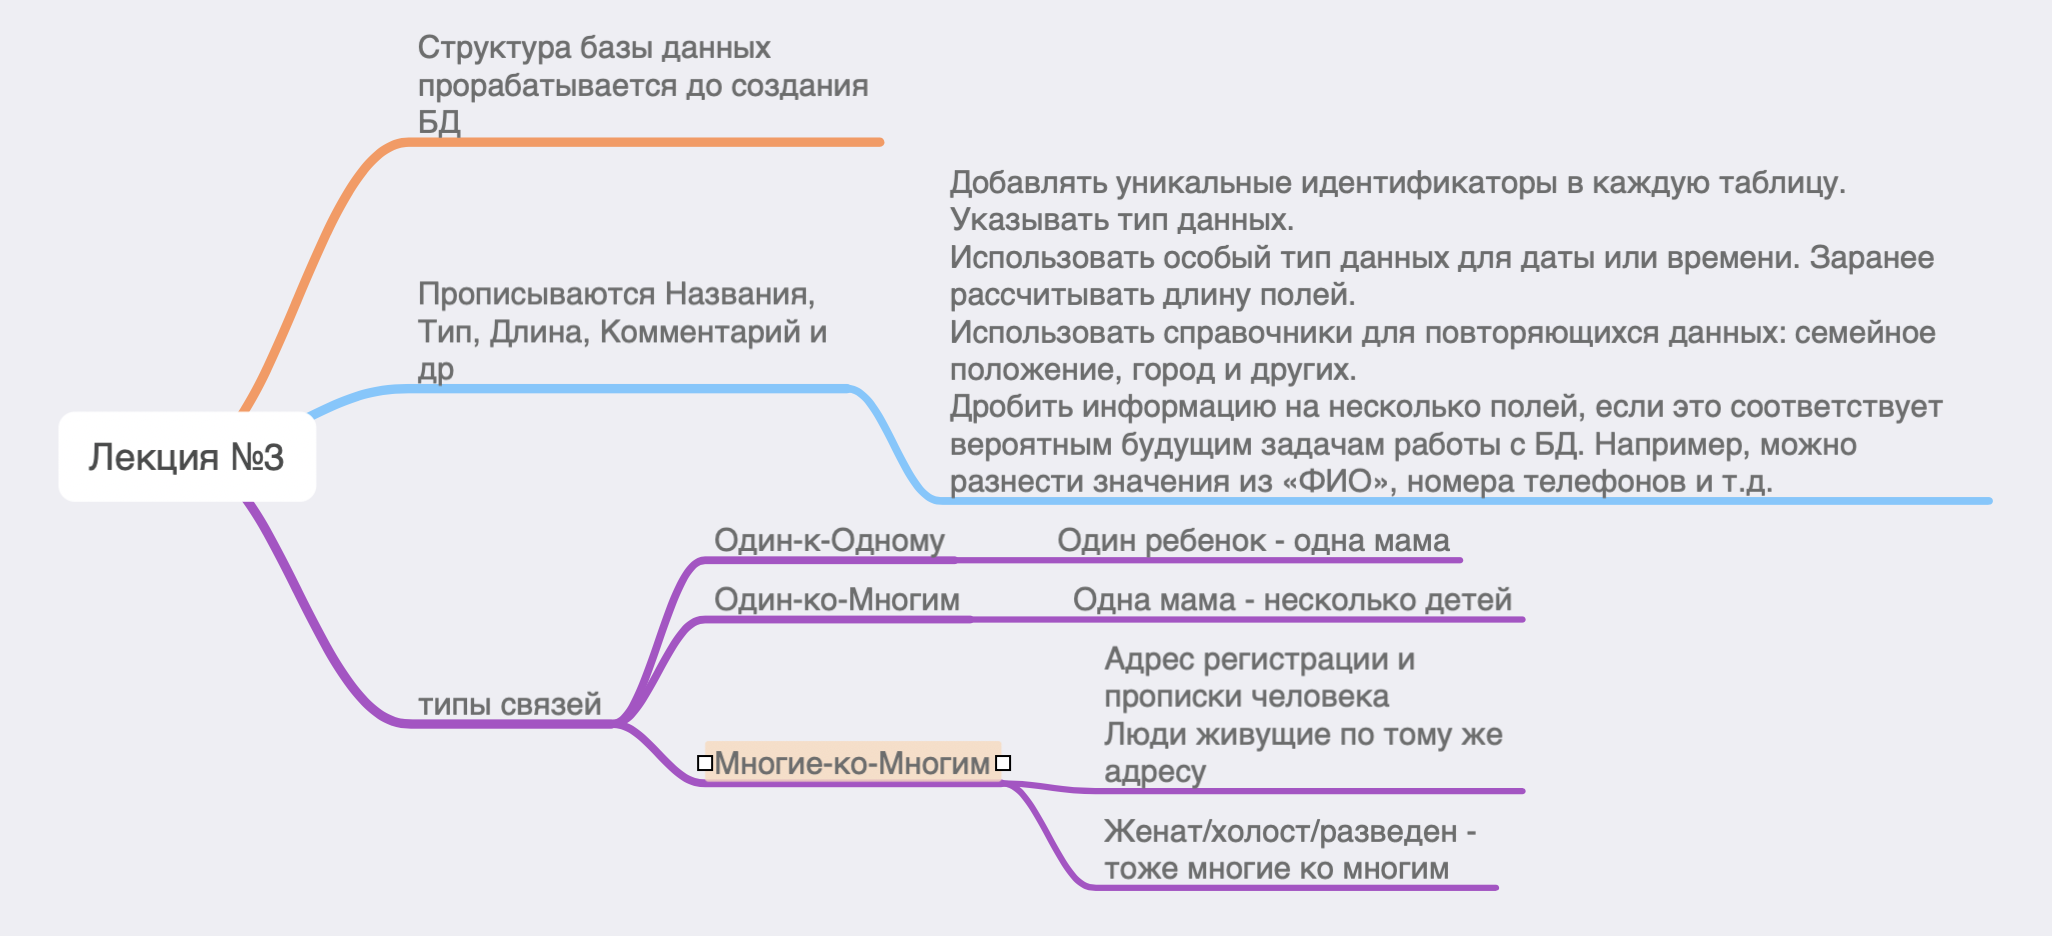 Структура базы данных
прорабатывается до создания
БД
Прописываются Названия,
Тип, Длина, Комментарий и
др
Добавлять уникальные идентификаторы в каждую таблицу.
Указывать тип данных.
Использовать особый тип данных для даты или времени. Заранее
рассчитывать длину полей.
Использовать справочники для повторяющихся данных: семейное
положение, город и других.
Дробить информацию на несколько полей, если это соответствует
вероятным будущим задачам работы с БД. Например, можно
разнести значения из «ФИО», номера телефонов и т.д.
Лекция №3
типы связей
Один-к-Одному
Один ребенок - одна мама
Один-ко-Многим
Одна мама - несколько детей
Многие-ко-Многим
Адрес регистрации и
прописки человека
Люди живущие по тому же
адресу
Женат/холост/разведен -
тоже многие ко многим